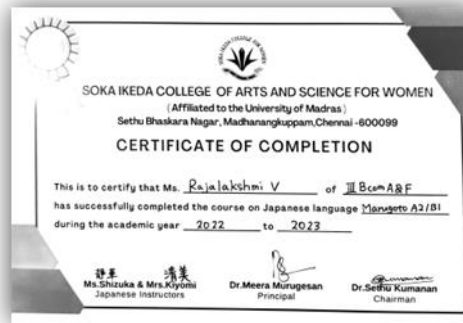 SOKA IKEDA COLLEGE OF ARTS AND SCIENCE FOR WOMEN
(Affiliated to the University of Madras)
Sethu Bhaskara Nagar, Madhanangkuppam,Chennai -600099
CERTIFICATE OF COMPLETION
This is to certify that Ms. Rajalakshmi V of III Bcom A&F
has successfully completed the course on Japanese language Marugoto A2/B1
during the academic year 2022 to 2023
清美
Ms.Shizuka & Mrs.Kiyomi
Japanese Instructors
Dr.Meera Murugesan
Principal
Dr.Sethu Kumanan
Chairman